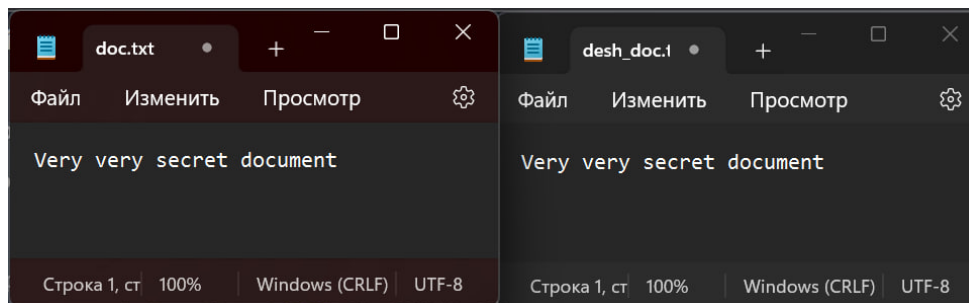 doc.txt
Файл Изменить Просмотр
Very very secret document
Строка 1, ст 100% Windows (CRLF) UTF-8
desh_doc.t
Файл Изменить Просмотр
Very very secret document
Строка 1, ст 100% Windows (CRLF) UTF-8